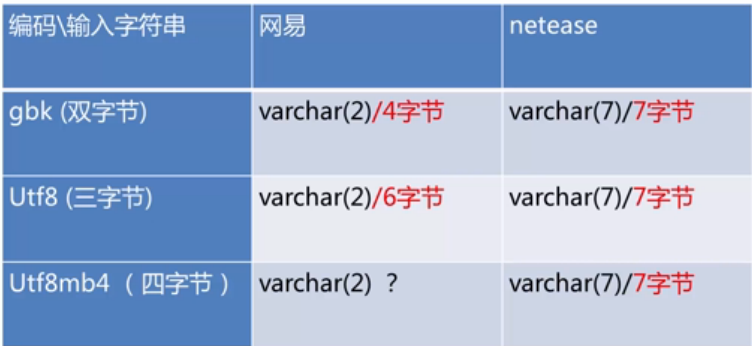 编码\输入字符串 网易 netease
gbk (双字节) varchar(2)/4字节 varchar(7)/7字节
Utf8 (三字节) varchar(2)/6字节 varchar(7)/7字节
Utf8mb4 （四字节） varchar(2) ？ varchar(7)/7字节